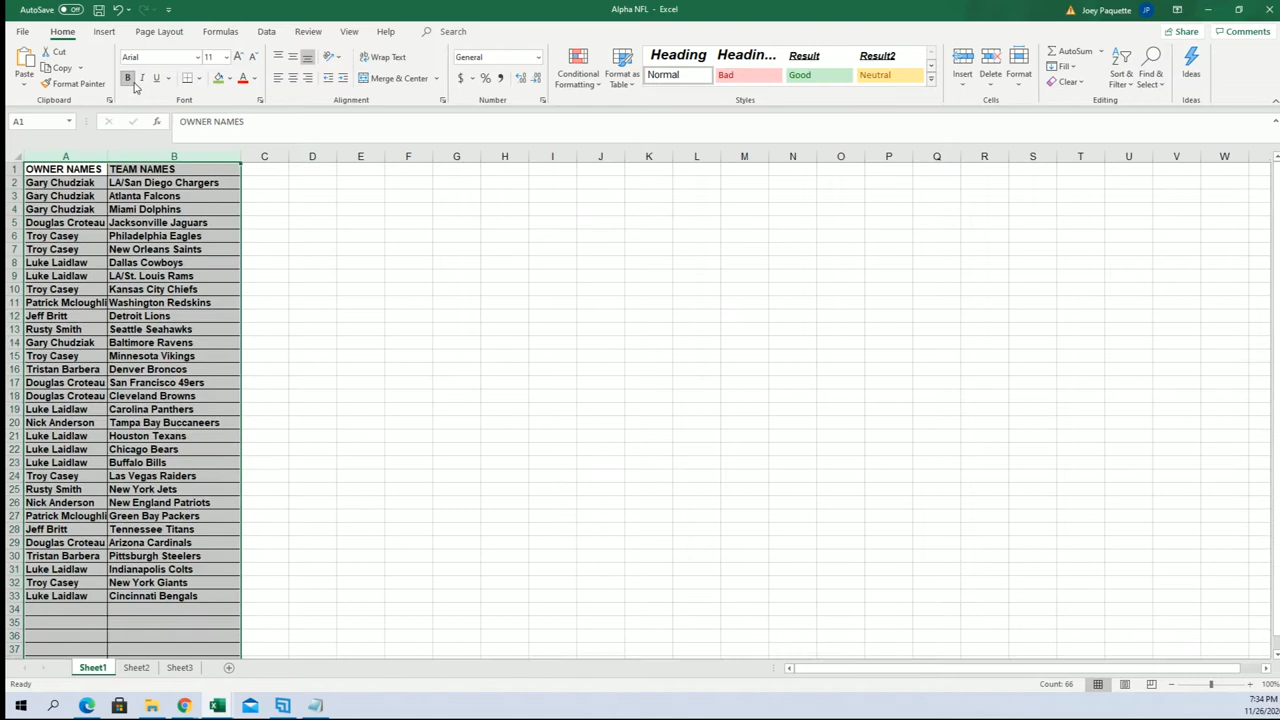 AutoSave Off Alpha NFL - Excel Joey Paquette JP
File Home Insert Page Layout Formulas Data Review View Help Search Share Comments
Paste Cut Copy Format Painter Clipboard
Arial 11 B I U Font
Wrap Text Merge & Center Alignment
General $ % Number
Conditional Formatting Format as Table
Heading Headin... Result Result2
Normal Bad Good Neutral
Styles
Insert Delete Format Cells
AutoSum Fill Clear Sort & Filter Find & Select Editing
Ideas Ideas
A1 fx OWNER NAMES
A B C D E F G H I J K L M N O P Q R S T U V W
1 OWNER NAMES TEAM NAMES
2 Gary Chudziak LA/San Diego Chargers
3 Gary Chudziak Atlanta Falcons
4 Gary Chudziak Miami Dolphins
5 Douglas Croteau Jacksonville Jaguars
6 Troy Casey Philadelphia Eagles
7 Troy Casey New Orleans Saints
8 Luke Laidlaw Dallas Cowboys
9 Luke Laidlaw LA/St. Louis Rams
10 Troy Casey Kansas City Chiefs
11 Patrick Mcloughli Washington Redskins
12 Jeff Britt Detroit Lions
13 Rusty Smith Seattle Seahawks
14 Gary Chudziak Baltimore Ravens
15 Troy Casey Minnesota Vikings
16 Tristan Barbera Denver Broncos
17 Douglas Croteau San Francisco 49ers
18 Douglas Croteau Cleveland Browns
19 Luke Laidlaw Carolina Panthers
20 Nick Anderson Tampa Bay Buccaneers
21 Luke Laidlaw Houston Texans
22 Luke Laidlaw Chicago Bears
23 Luke Laidlaw Buffalo Bills
24 Troy Casey Las Vegas Raiders
25 Rusty Smith New York Jets
26 Nick Anderson New England Patriots
27 Patrick Mcloughli Green Bay Packers
28 Jeff Britt Tennessee Titans
29 Douglas Croteau Arizona Cardinals
30 Tristan Barbera Pittsburgh Steelers
31 Luke Laidlaw Indianapolis Colts
32 Troy Casey New York Giants
33 Luke Laidlaw Cincinnati Bengals
34
35
36
37
Sheet1 Sheet2 Sheet3
Ready Count: 66 100%
7:34 PM
11/26/20